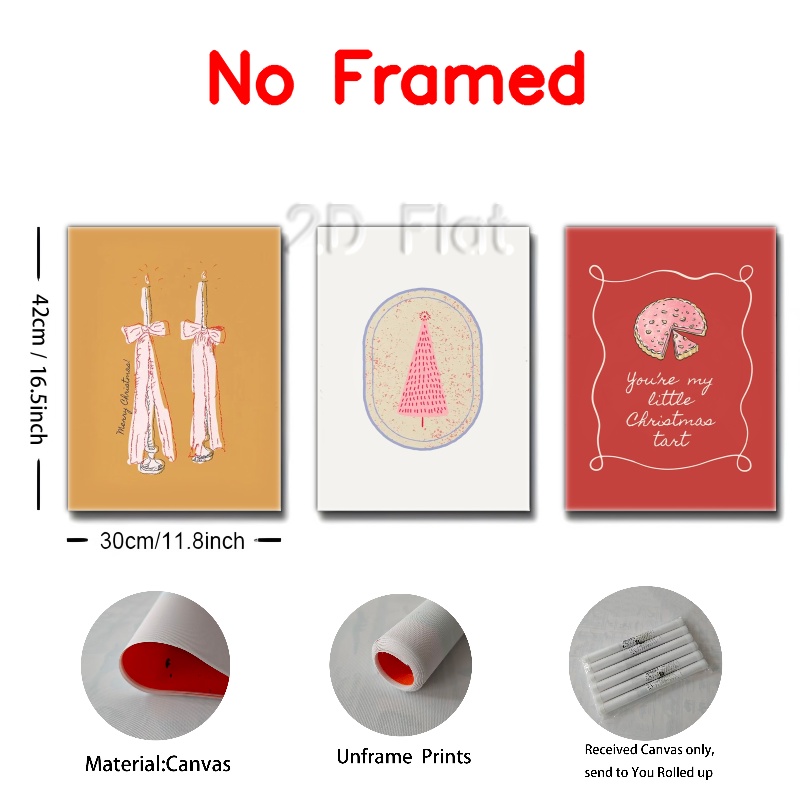 No Framed
2D Flat
42cm / 16.5inch
Merry Christmas!
You're my
little
Christmas
tart
30cm/11.8inch
Material:Canvas
Unframe Prints
Received Canvas only,
send to You Rolled up